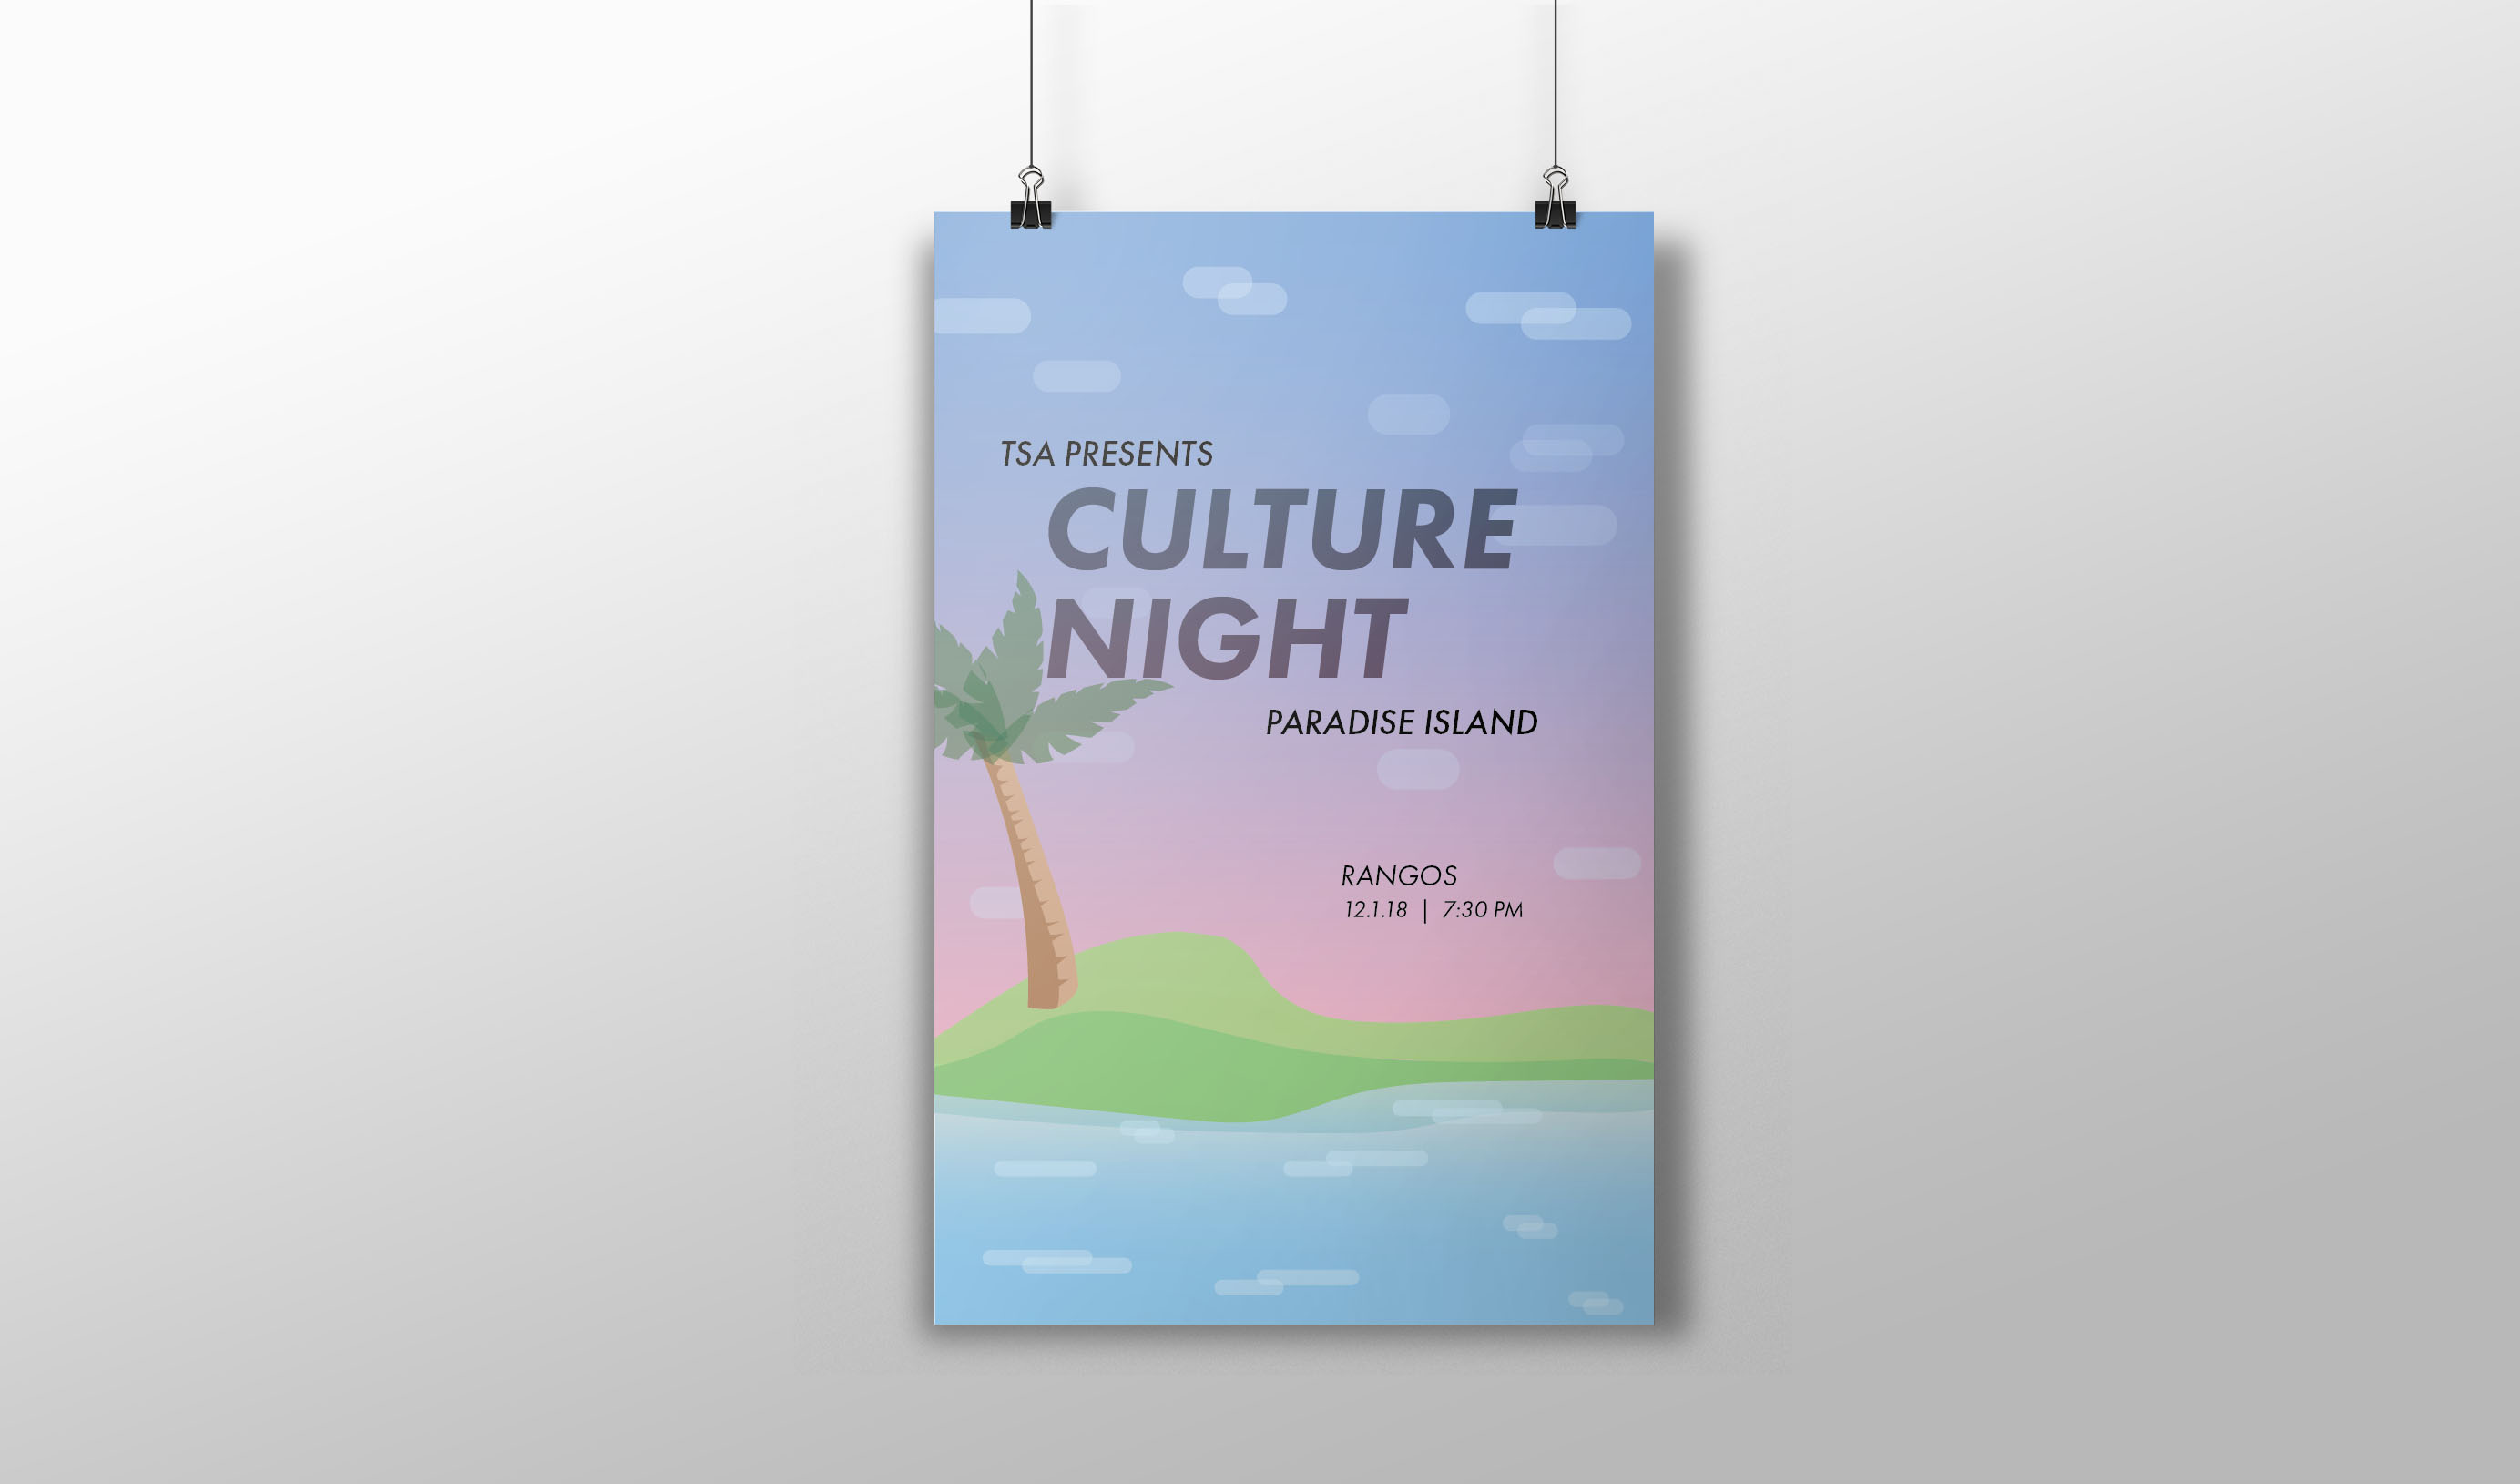 TSA PRESENTS
CULTURE
NIGHT
PARADISE ISLAND
RANGOS
12.1.18 | 7:30 PM